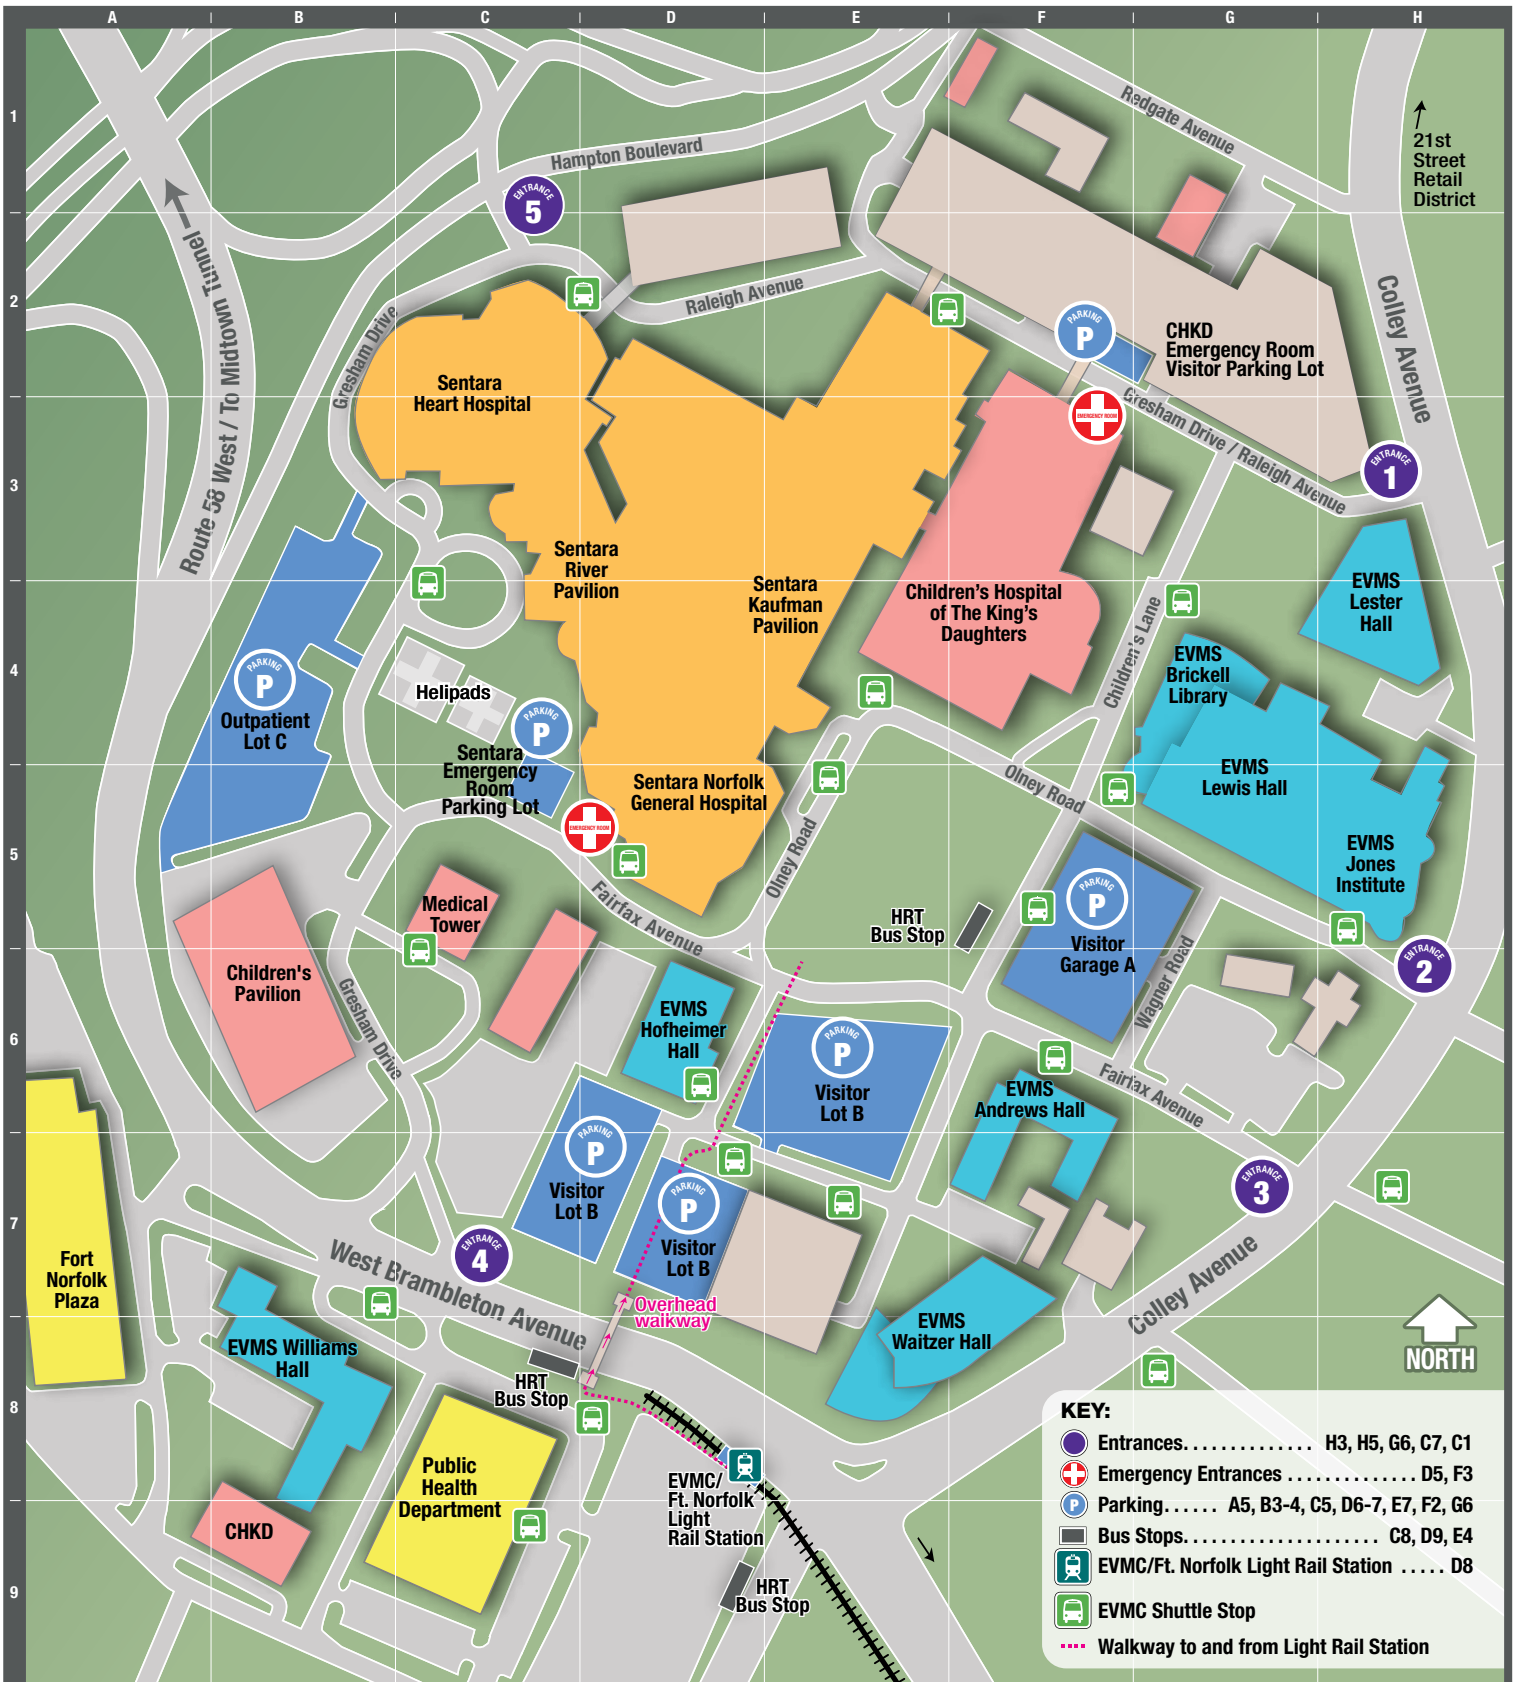 A B C D E F G H
1
2
3
4
5
6
7
8
9
Redgate Avenue
Hampton Boulevard
21st
Street
Retail
District
ENTRANCE
5
Route 58 West / To Midtown Tunnel
Raleigh Avenue
Gresham Drive
Colley Avenue
PARKING
P
CHKD
Emergency Room
Visitor Parking Lot
Sentara
Heart Hospital
EMERGENCY ROOM
Gresham Drive / Raleigh Avenue
ENTRANCE
1
Sentara
River
Pavilion
Sentara
Kaufman
Pavilion
Children's Hospital
of The King's
Daughters
EVMS
Lester
Hall
Children's Lane
EVMS
Brickell
Library
PARKING
P
Outpatient
Lot C
Helipads
PARKING
P
Sentara
Emergency
Room
Parking Lot
Sentara Norfolk
General Hospital
Olney Road
EVMS
Lewis Hall
EMERGENCY ROOM
Olney Road
EVMS
Jones
Institute
Fairfax Avenue
Medical
Tower
HRT
Bus Stop
PARKING
P
Visitor
Garage A
Wagner Road
ENTRANCE
2
Children's
Pavilion
Gresham Drive
EVMS
Hofheimer
Hall
PARKING
P
Visitor
Lot B
EVMS
Andrews Hall
Fairfax Avenue
PARKING
P
Visitor
Lot B
PARKING
P
Visitor
Lot B
ENTRANCE
3
ENTRANCE
4
Fort
Norfolk
Plaza
West Brambleton Avenue
Overhead
walkway
Colley Avenue
EVMS
Waitzer Hall
EVMS Williams
Hall
HRT
Bus Stop
NORTH
Public
Health
Department
EVMC/
Ft. Norfolk
Light
Rail Station
CHKD
HRT
Bus Stop
KEY:
Entrances. . . . . . . . . . . . . . H3, H5, G6, C7, C1
Emergency Entrances . . . . . . . . . . . . . . D5, F3
P Parking. . . . . . A5, B3-4, C5, D6-7, E7, F2, G6
Bus Stops. . . . . . . . . . . . . . . . . . . . C8, D9, E4
EVMC/Ft. Norfolk Light Rail Station . . . . . D8
EVMC Shuttle Stop
Walkway to and from Light Rail Station